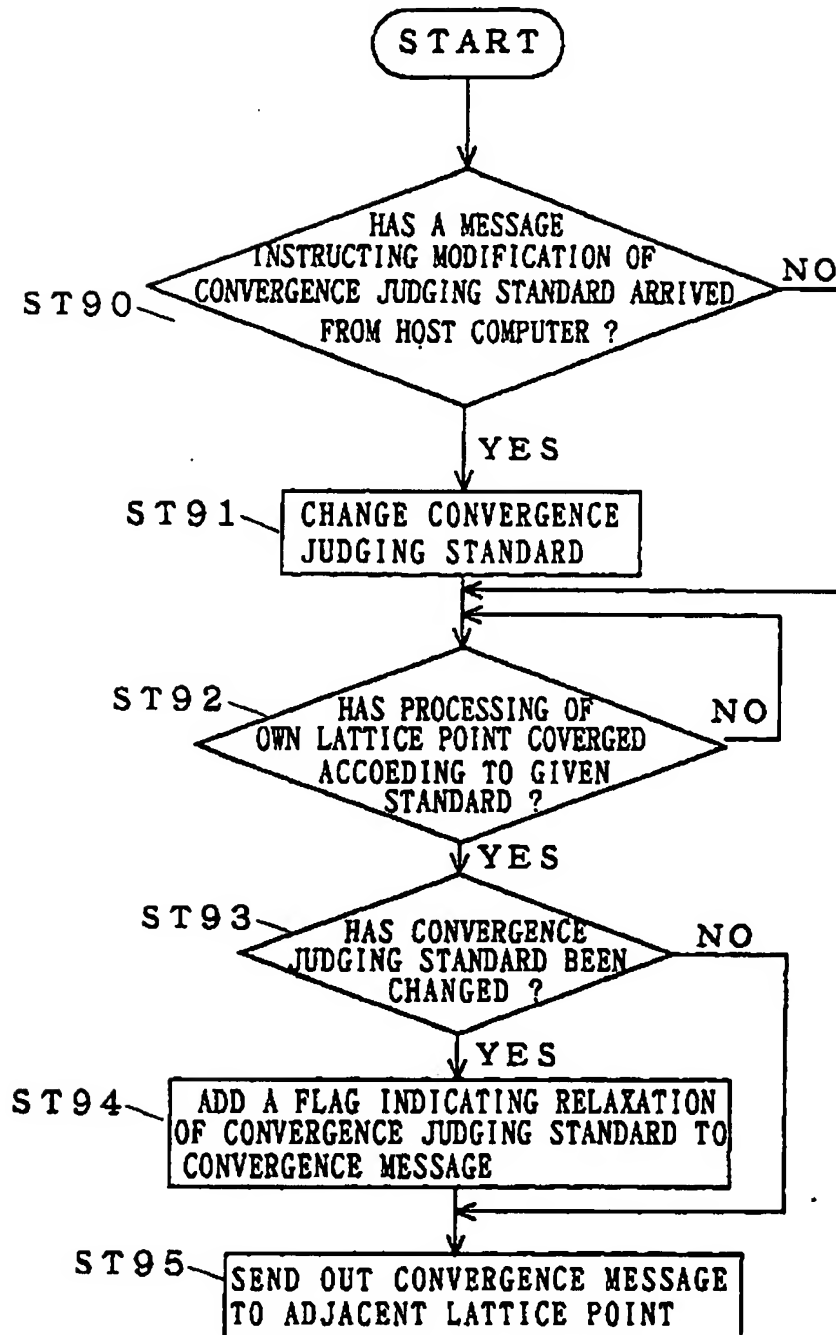 START
HAS A MESSAGE
INSTRUCTING MODIFICATION OF
CONVERGENCE JUDGING STANDARD ARRIVED
FROM HOST COMPUTER ?
NO
ST90
YES
ST91
CHANGE CONVERGENCE
JUDGING STANDARD
ST92
HAS PROCESSING OF
OWN LATTICE POINT COVERGED
ACCOEDING TO GIVEN
STANDARD ?
NO
YES
ST93
HAS CONVERGENCE
JUDGING STANDARD BEEN
CHANGED ?
NO
YES
ST94
ADD A FLAG INDICATING RELAXATION
OF CONVERGENCE JUDGING STANDARD TO
CONVERGENCE MESSAGE
ST95
SEND OUT CONVERGENCE MESSAGE
TO ADJACENT LATTICE POINT